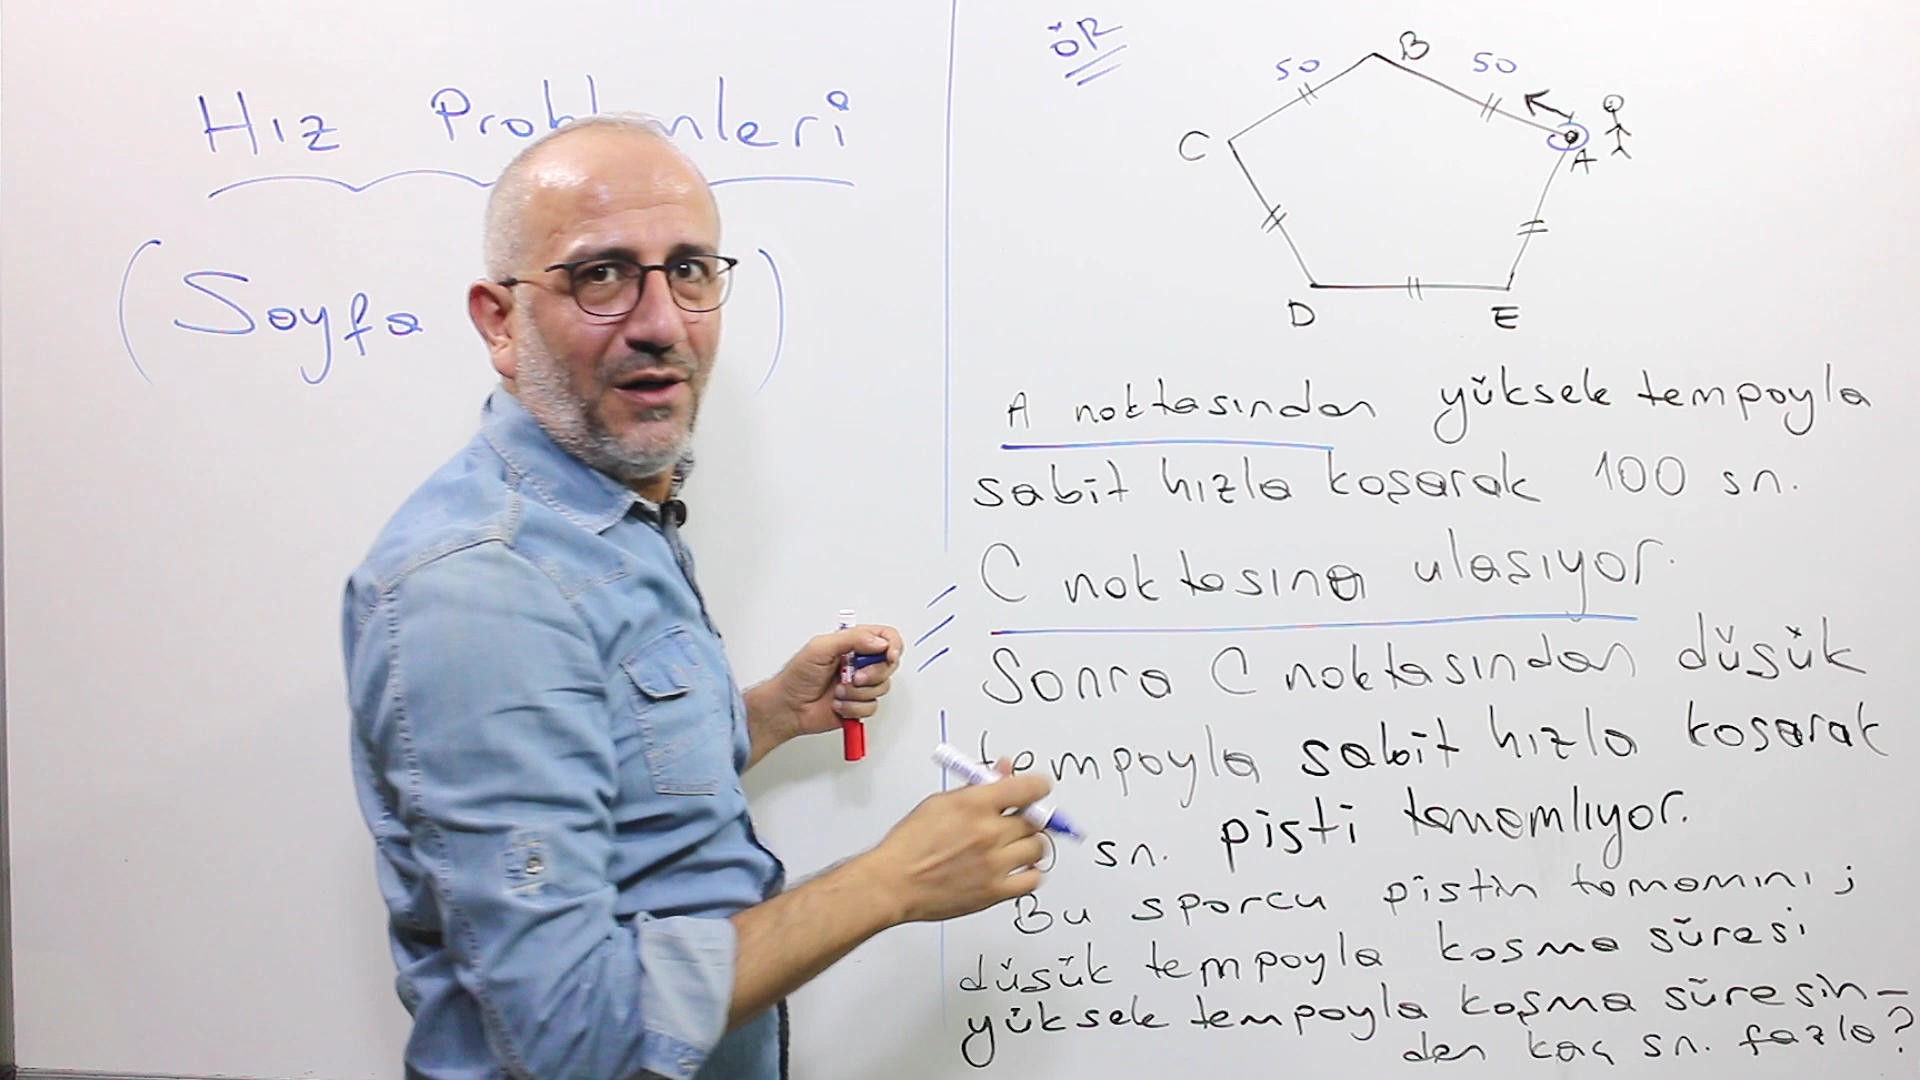 Hız
(Sayfa )
ÖR
B
50
50
C
A
D
E
A noktasından yüksek tempoyla
sabit hızla koşarak 100 sn.
C noktasına ulaşıyor.
Sonra C noktasından düşük
tempoyla sabit hızla koşarak
sn. pisti tamamlıyor.
Bu sporcu pistin tamamını;
düşük tempoyla koşma süresi
yüksek tempoyla koşma süresin-
den kaç sn. fazla?